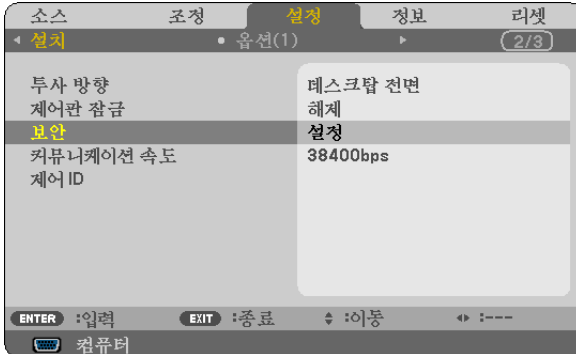 소스 조정 설정 정보 리셋
◂ 설치 • 옵션(1) ▸ 2/3
투사 방향 데스크탑 전면
제어판 잠금 해제
보안 설정
커뮤니케이션 속도 38400bps
제어 ID
ENTER :입력 EXIT :종료 :이동 :---
컴퓨터